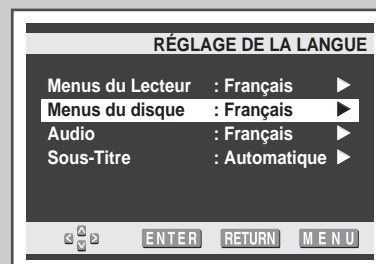 RÉGLAGE DE LA LANGUE
Menus du Lecteur : Français
Menus du disque : Français
Audio : Français
Sous-Titre : Automatique
ENTER RETURN MENU